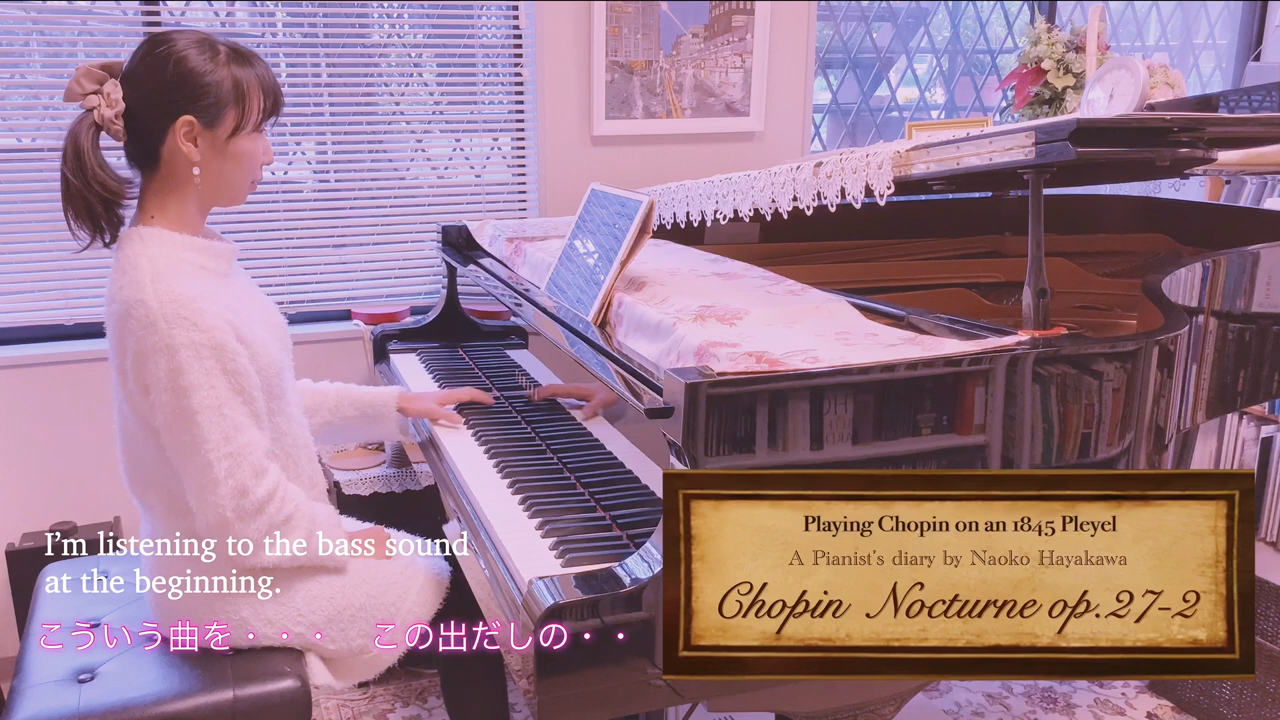 I'm listening to the bass sound
at the beginning.
こういう曲を・・・　この出だしの・・
Playing Chopin on an 1845 Pleyel
A Pianist's diary by Naoko Hayakawa
Chopin Nocturne op.27-2